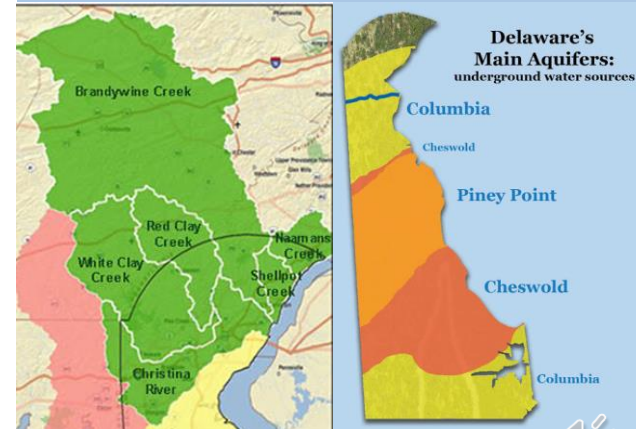 Brandywine Creek
Red Clay
Creek
White Clay
Creek
Naamans
Creek
Shellpot
Creek
Christina
River
Delaware's
Main Aquifers:
underground water sources
Columbia
Cheswold
Piney Point
Cheswold
Columbia